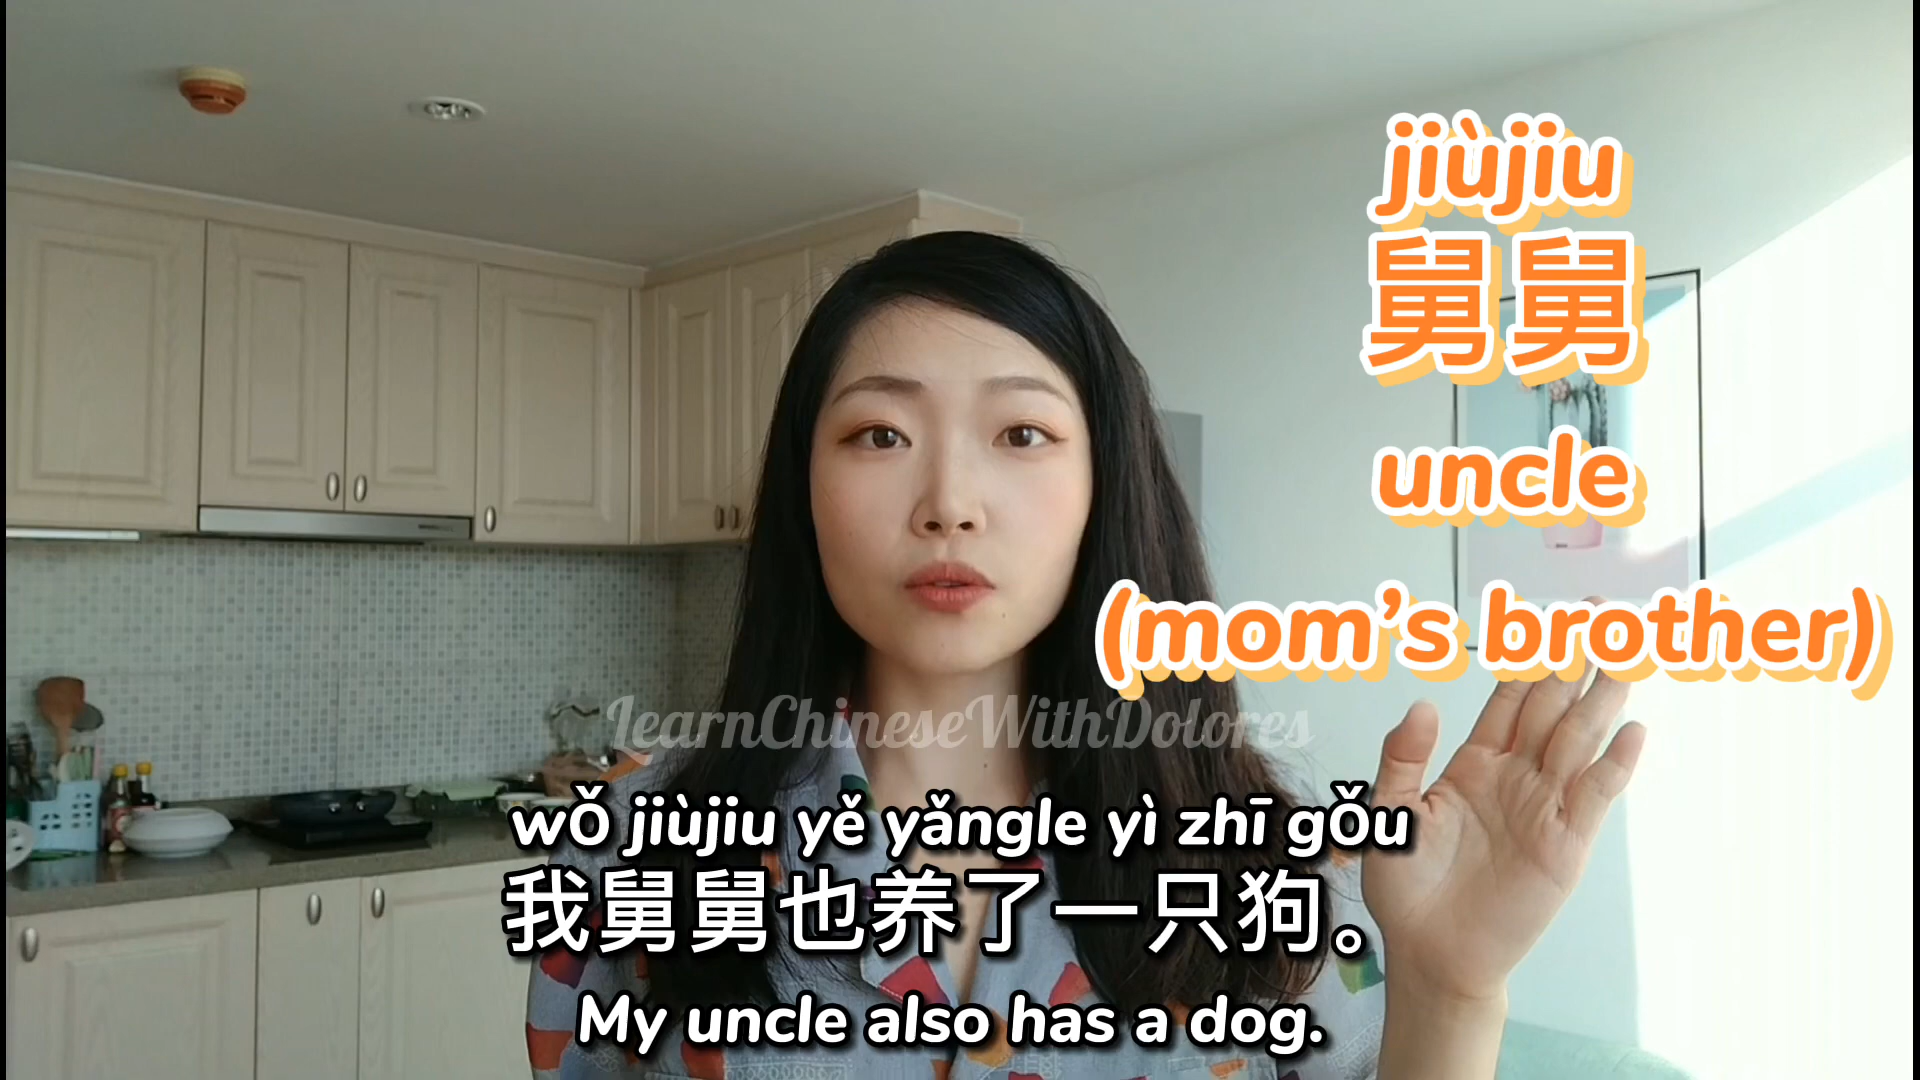 jiùjiu
舅舅
uncle
(mom's brother)
LearnChineseWithDolores
wǒ jiùjiu yě yǎngle yì zhī gǒu
我舅舅也养了一只狗。
My uncle also has a dog.